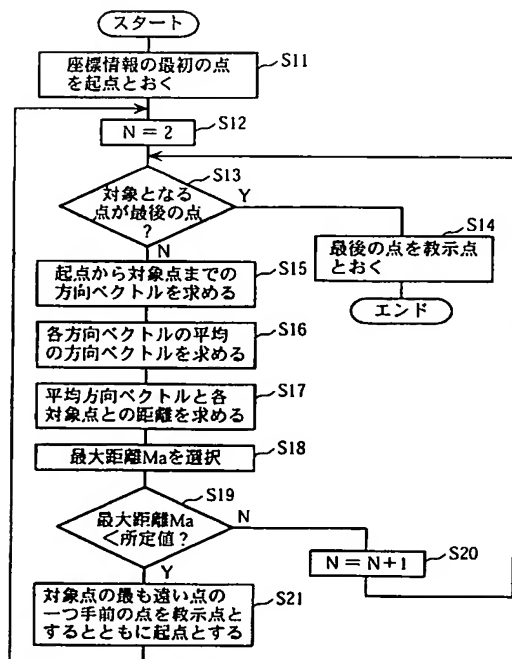 スタート
座標情報の最初の点
を起点とおく
S11
N=2
S12
S13
対象となる
点が最後の点
?
Y
N
S14
最後の点を教示点
とおく
エンド
起点から対象点までの
方向ベクトルを求める
S15
各方向ベクトルの平均
の方向ベクトルを求める
S16
平均方向ベクトルと各
対象点との距離を求める
S17
最大距離Maを選択
S18
S19
最大距離Ma
<所定値?
N
Y
N=N+1
S20
対象点の最も遠い点の
一つ手前の点を教示点と
するとともに起点とする
S21